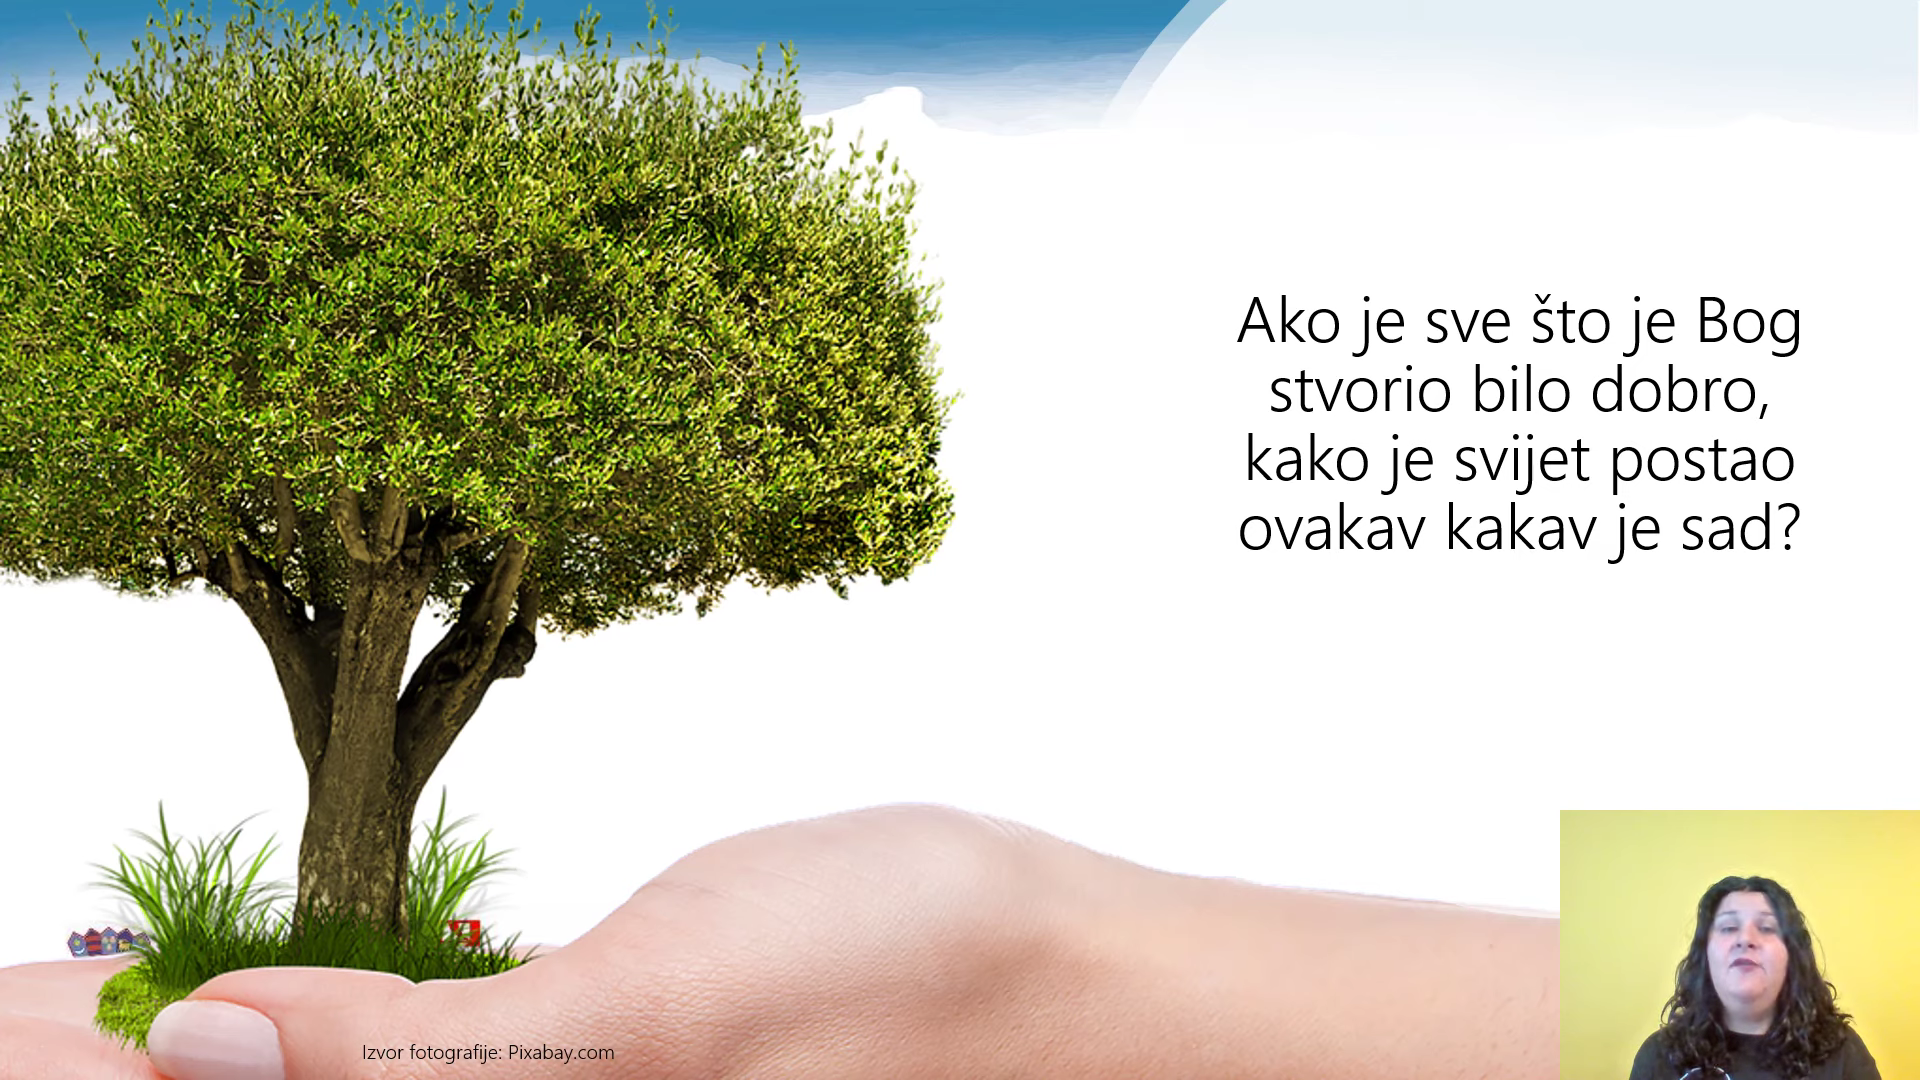 Ako je sve što je Bog
stvorio bilo dobro,
kako je svijet postao
ovakav kakav je sad?
Izvor fotografije: Pixabay.com